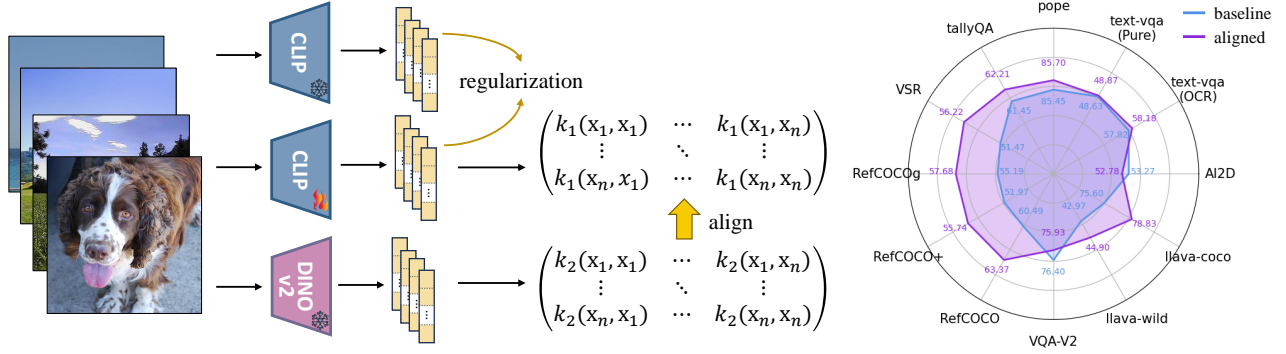 CLIP
regularization
CLIP
DINO
v2
k₁(x₁, x₁) ⋯ k₁(x₁, xₙ)
⋮ ⋱ ⋮
k₁(xₙ, x₁) ⋯ k₁(xₙ, xₙ)
align
k₂(x₁, x₁) ⋯ k₂(x₁, xₙ)
⋮ ⋱ ⋮
k₂(xₙ, x₁) ⋯ k₂(xₙ, xₙ)
baseline
aligned
pope
text-vqa
(Pure)
text-vqa
(OCR)
AI2D
llava-coco
llava-wild
VQA-V2
RefCOCO
RefCOCO+
RefCOCOg
VSR
tallyQA
85.70
85.45
48.87
48.63
58.18
57.82
52.78
53.27
75.60
78.83
42.97
44.90
75.93
76.40
60.49
63.37
51.97
55.74
55.19
57.68
51.47
56.22
61.45
62.21